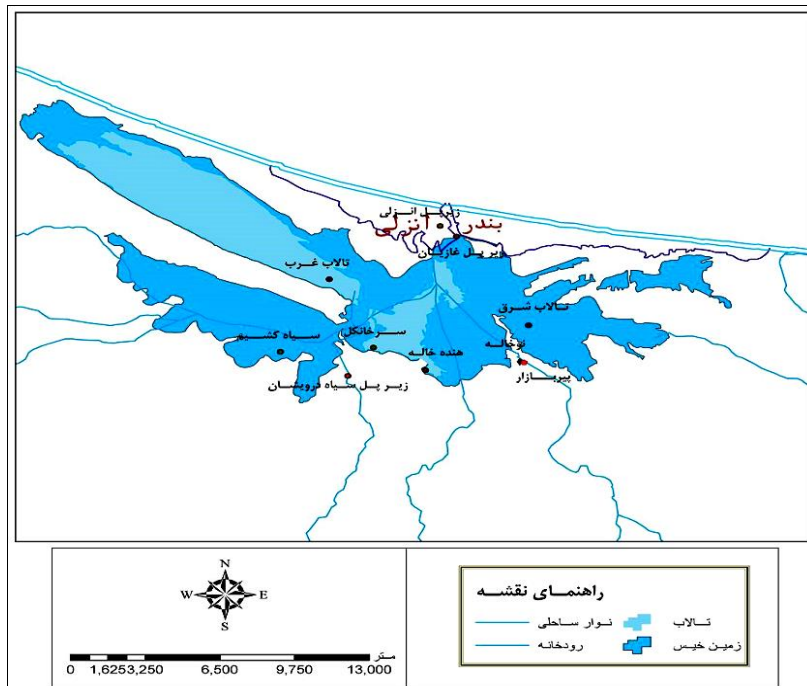 زیرپل انزلی
بندر انزلی
زیر پل غازیان
تالاب غرب
تالاب شرق
سرخانکل
سیاه کشیم
نوخاله
هنده خاله
پیربازار
زیر پل سیاه درویشان
N
W E
S
متر
0 1,6253,250 6,500 9,750 13,000
راهنمای نقشه
تالاب نوار ساحلی
زمین خیس رودخانه